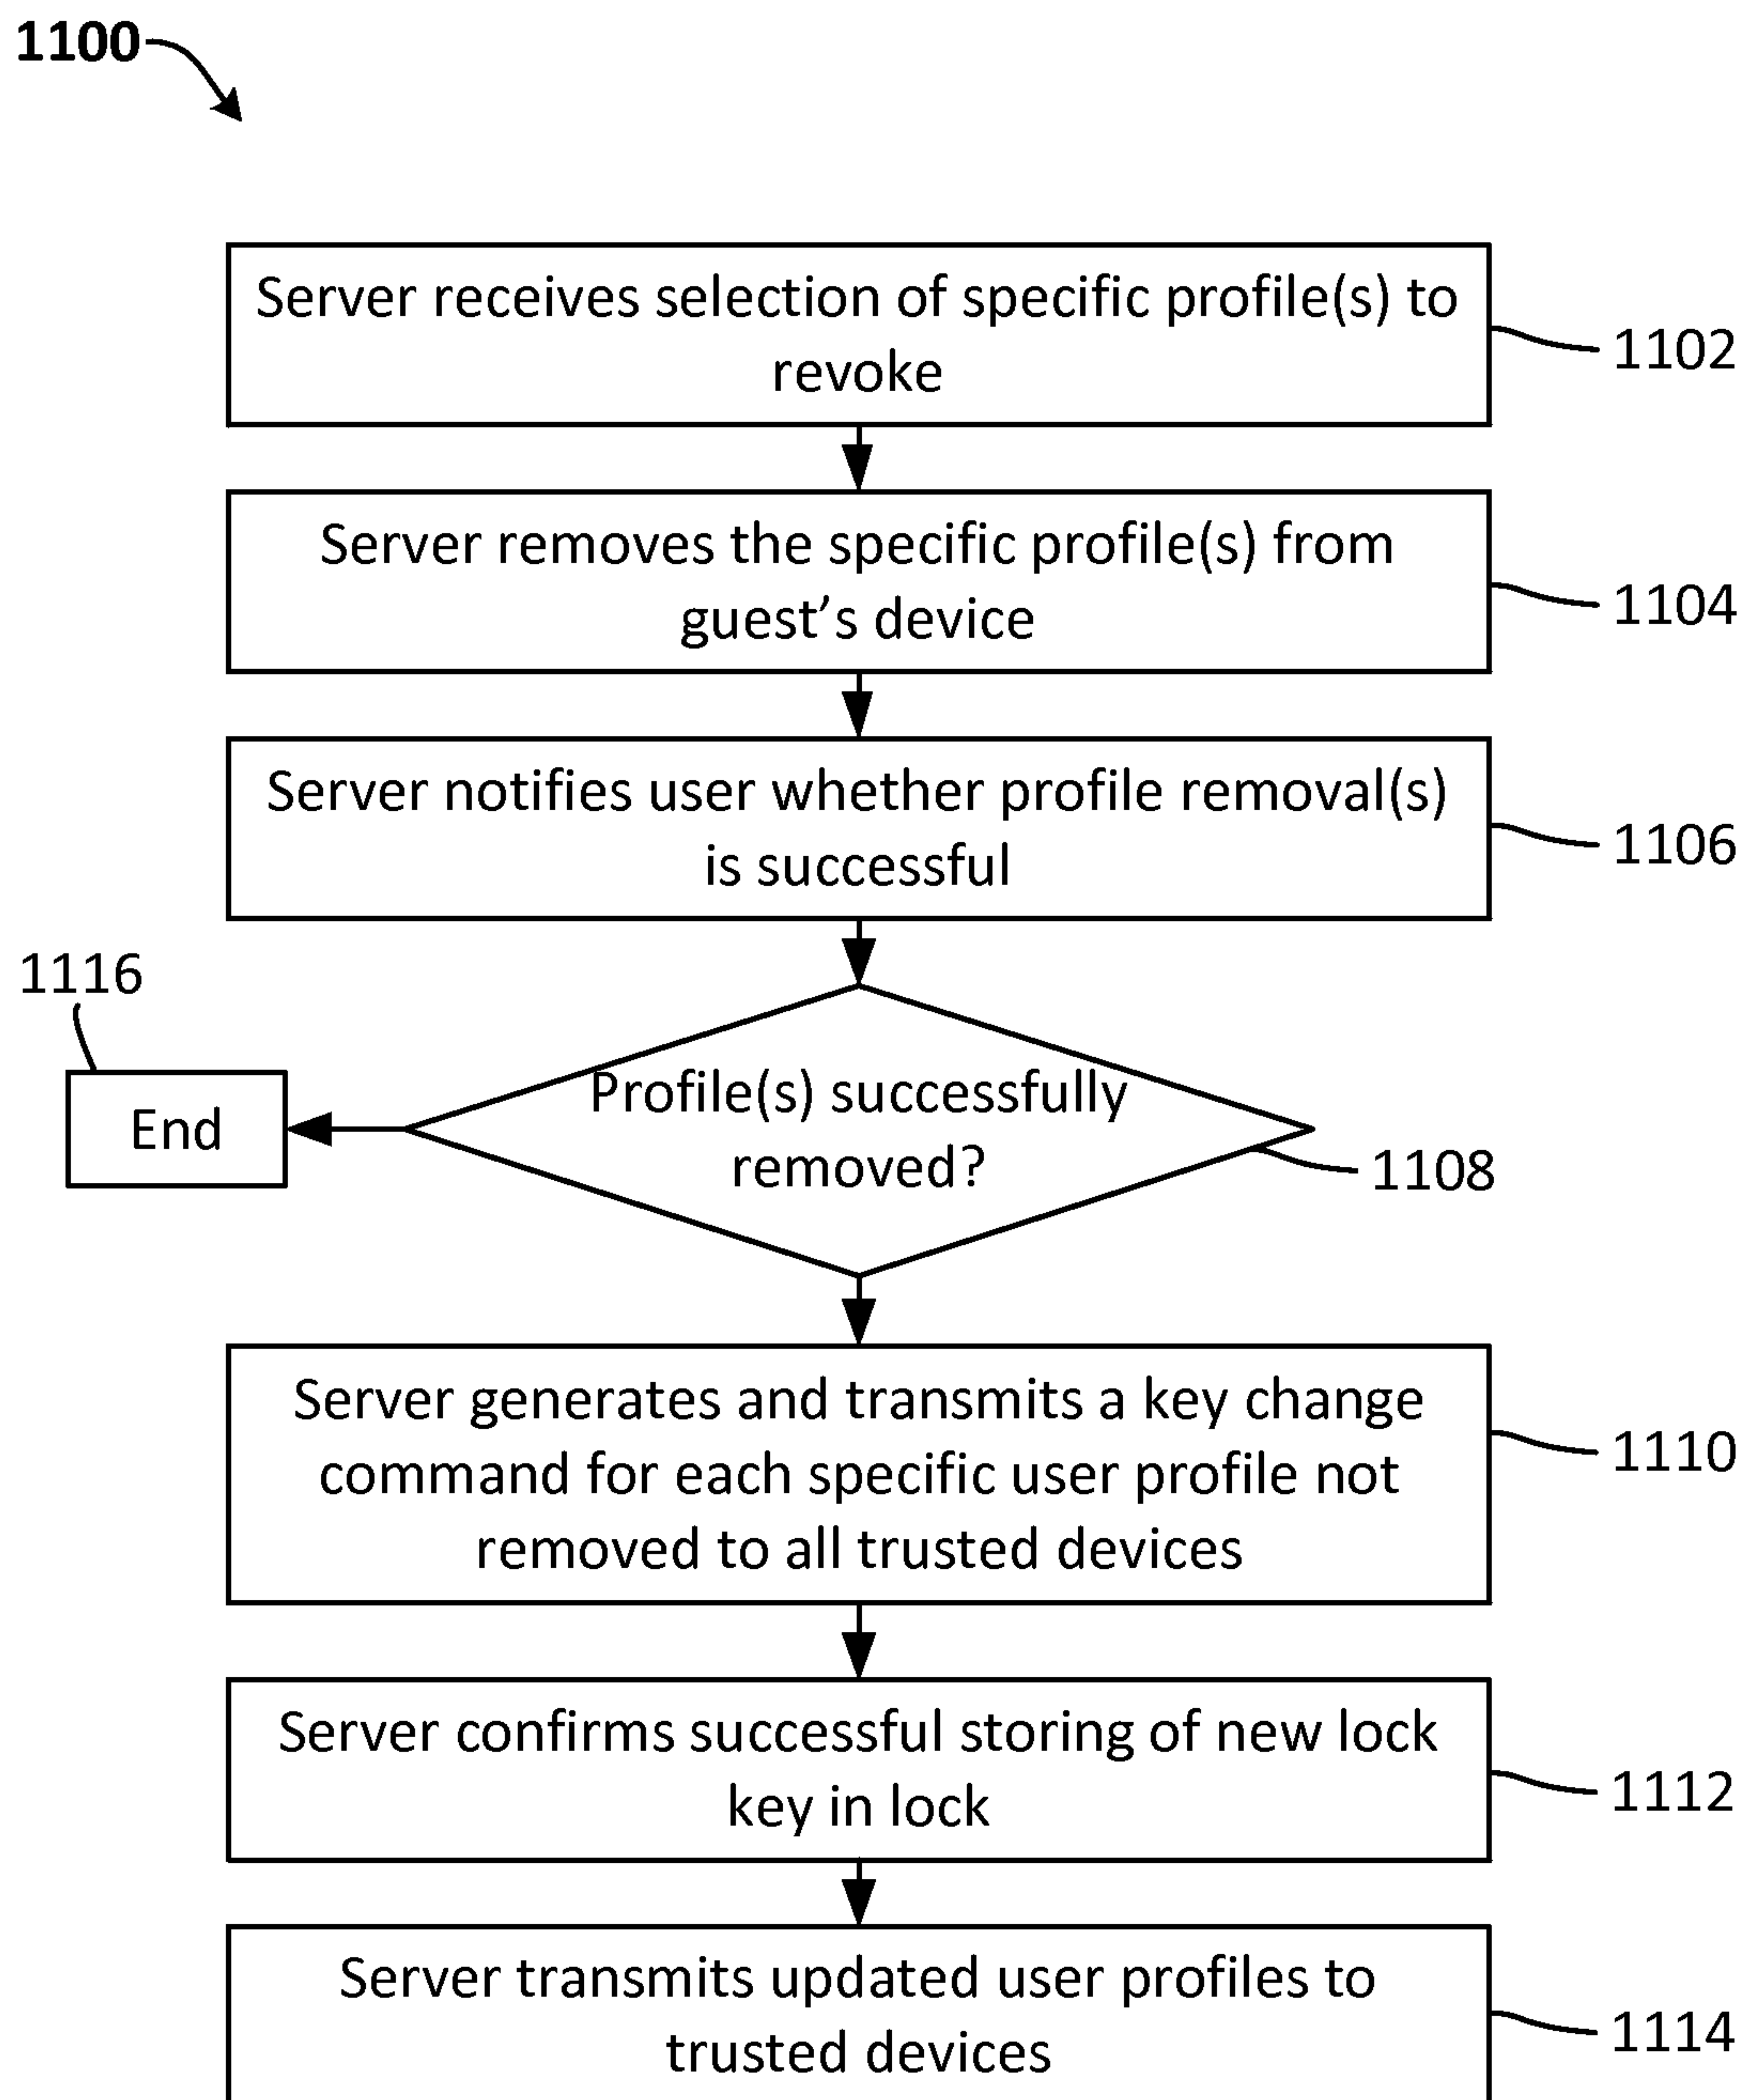 1100
Server receives selection of specific profile(s) to
revoke
1102
Server removes the specific profile(s) from
guest’s device
1104
Server notifies user whether profile removal(s)
is successful
1106
1116
End
Profile(s) successfully
removed?
1108
Server generates and transmits a key change
command for each specific user profile not
removed to all trusted devices
1110
Server confirms successful storing of new lock
key in lock
1112
Server transmits updated user profiles to
trusted devices
1114